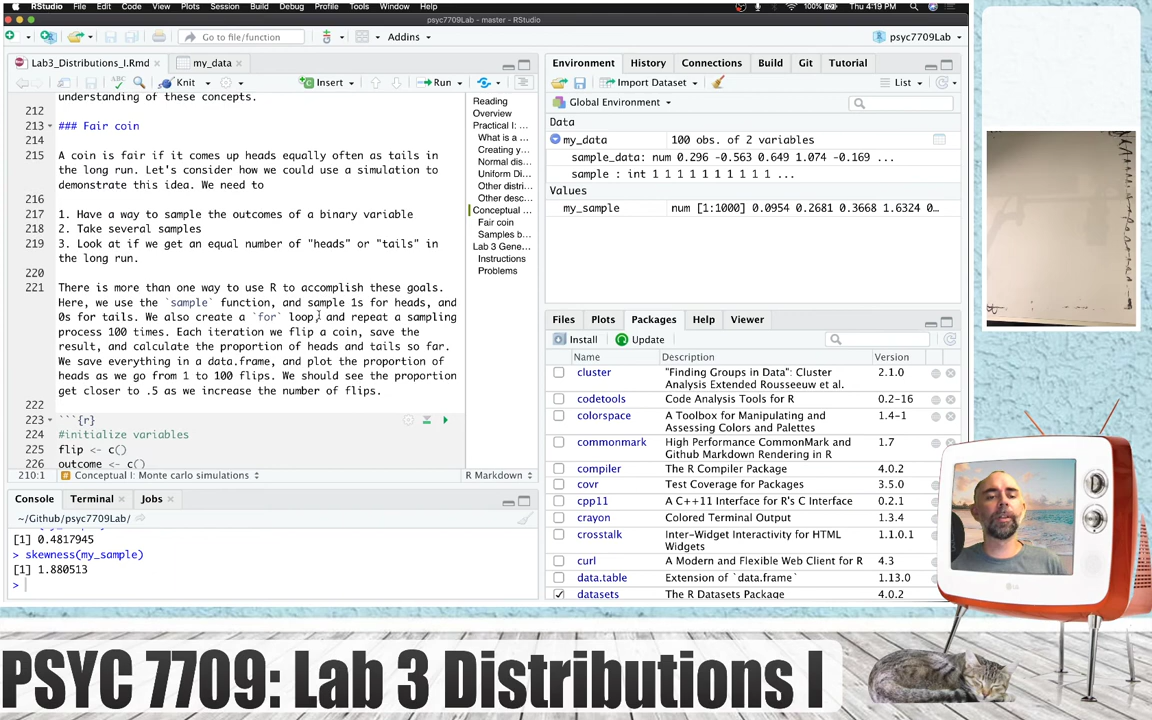 RStudio File Edit Code View Plots Session Build Debug Profile Tools Window Help
100% Thu 4:19 PM
psyc7709Lab - master - RStudio
Go to file/function
Addins
psyc7709Lab
Lab3_Distributions_I.Rmd
my_data
Knit
Insert
Run
understanding of these concepts.
212
213 ### Fair coin
214
215 A coin is fair if it comes up heads equally often as tails in
the long run. Let's consider how we could use a simulation to
demonstrate this idea. We need to
216
217 1. Have a way to sample the outcomes of a binary variable
218 2. Take several samples
219 3. Look at if we get an equal number of "heads" or "tails" in
the long run.
220
221 There is more than one way to use R to accomplish these goals.
Here, we use the `sample` function, and sample 1s for heads, and
0s for tails. We also create a `for` loop, and repeat a sampling
process 100 times. Each iteration we flip a coin, save the
result, and calculate the proportion of heads and tails so far.
We save everything in a data.frame, and plot the proportion of
heads as we go from 1 to 100 flips. We should see the proportion
get closer to .5 as we increase the number of flips.
222
223 ```{r}
224 #initialize variables
225 flip <- c()
226 outcome <- c()
210:1 Conceptual I: Monte carlo simulations R Markdown
Reading
Overview
Practical I: ...
What is a ...
Creating y...
Normal dis...
Uniform Di...
Other distri...
Other desc...
Conceptual ...
Fair coin
Samples b...
Lab 3 Gene...
Instructions
Problems
Console Terminal Jobs
~/Github/psyc7709Lab/
[1] 0.4817945
> skewness(my_sample)
[1] 1.880513
>
Environment History Connections Build Git Tutorial
Import Dataset
List
Global Environment
Data
my_data 100 obs. of 2 variables
sample_data: num 0.296 -0.563 0.649 1.074 -0.169 ...
sample : int 1 1 1 1 1 1 1 1 1 1 ...
Values
my_sample num [1:1000] 0.0954 0.2681 0.3668 1.6324 0…
Files Plots Packages Help Viewer
Install Update
Name Description Version
cluster "Finding Groups in Data": Cluster Analysis Extended Rousseeuw et al. 2.1.0
codetools Code Analysis Tools for R 0.2-16
colorspace A Toolbox for Manipulating and Assessing Colors and Palettes 1.4-1
commonmark High Performance CommonMark and Github Markdown Rendering in R 1.7
compiler The R Compiler Package 4.0.2
covr Test Coverage for Packages 3.5.0
cpp11 A C++11 Interface for R's C Interface 0.2.1
crayon Colored Terminal Output 1.3.4
crosstalk Inter-Widget Interactivity for HTML Widgets 1.1.0.1
curl A Modern and Flexible Web Client for R 4.3
data.table Extension of `data.frame` 1.13.0
datasets The R Datasets Package 4.0.2
PSYC 7709: Lab 3 Distributions I